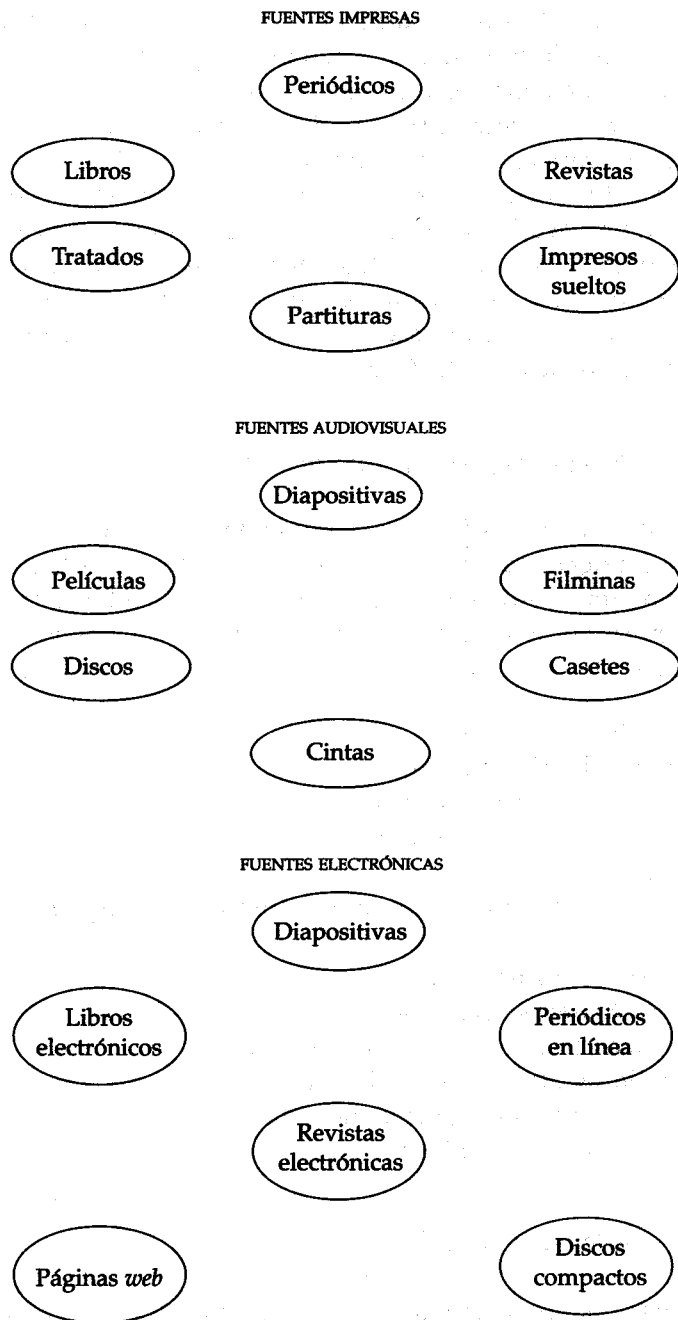 FUENTES IMPRESAS
Periódicos
Libros
Revistas
Tratados
Impresos
sueltos
Partituras
FUENTES AUDIOVISUALES
Diapositivas
Películas
Filminas
Discos
Casetes
Cintas
FUENTES ELECTRÓNICAS
Diapositivas
Libros
electrónicos
Periódicos
en línea
Revistas
electrónicas
Páginas web
Discos
compactos